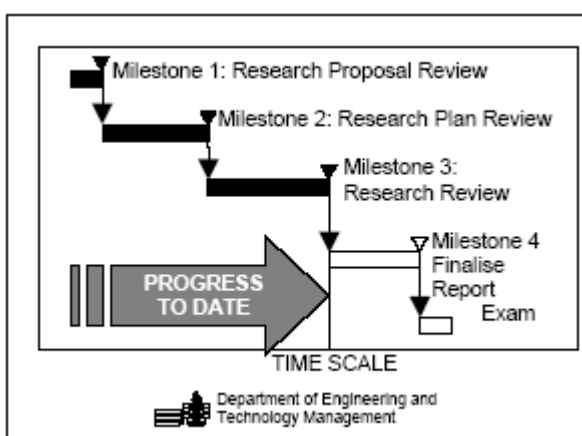 Milestone 1: Research Proposal Review
Milestone 2: Research Plan Review
Milestone 3:
Research Review
Milestone 4
Finalise
Report
Exam
PROGRESS
TO DATE
TIME SCALE
Department of Engineering and
Technology Management